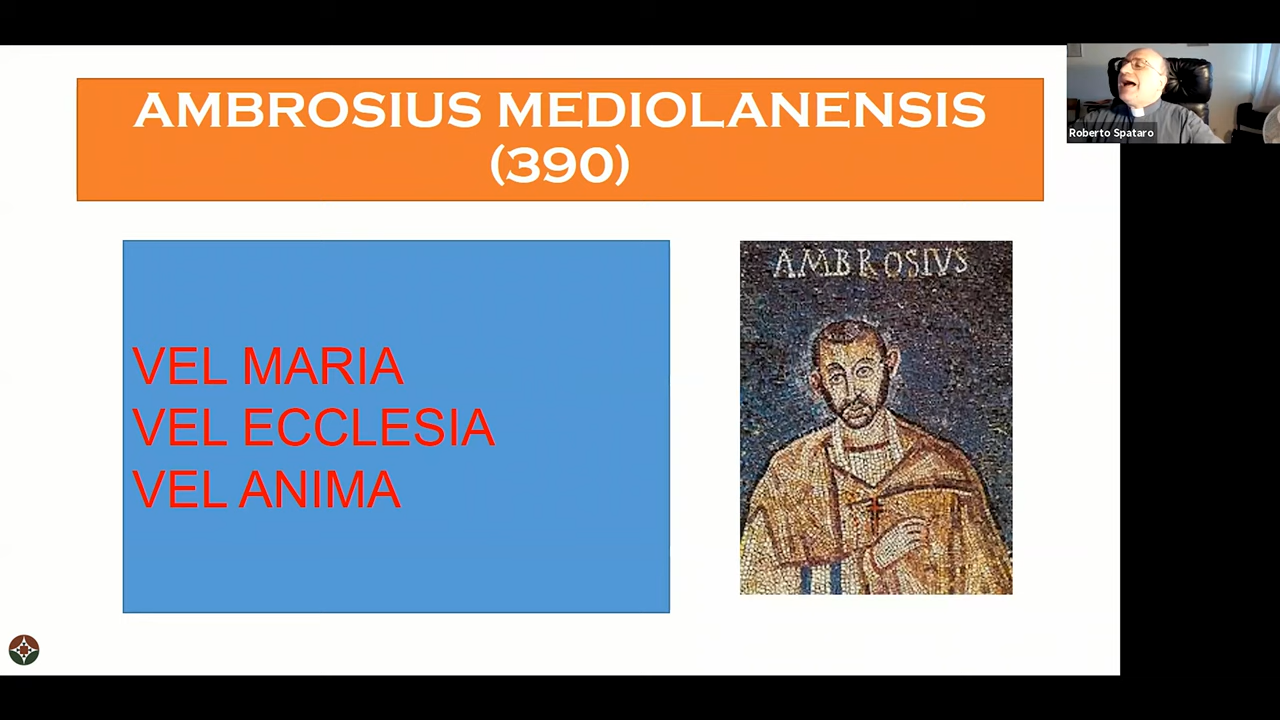 AMBROSIUS MEDIOLANENSIS
(390)
VEL MARIA
VEL ECCLESIA
VEL ANIMA
AMBROSIVS
Roberto Spataro